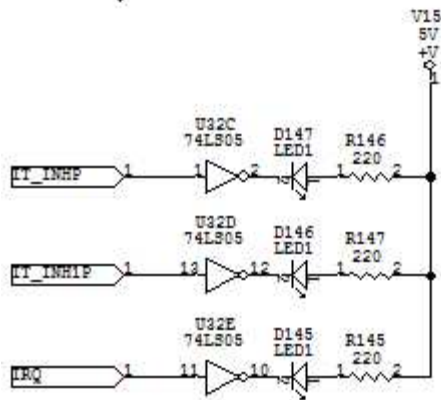 V15
5V
+V
1
U32C
74LS05
D147
LED1
R146
220
IT_INHP
1
1
2
1
2
U32D
74LS05
D146
LED1
R147
220
IT_INH1P
1
13
12
1
2
U32E
74LS05
D145
LED1
R145
220
IRQ
1
11
10
1
2